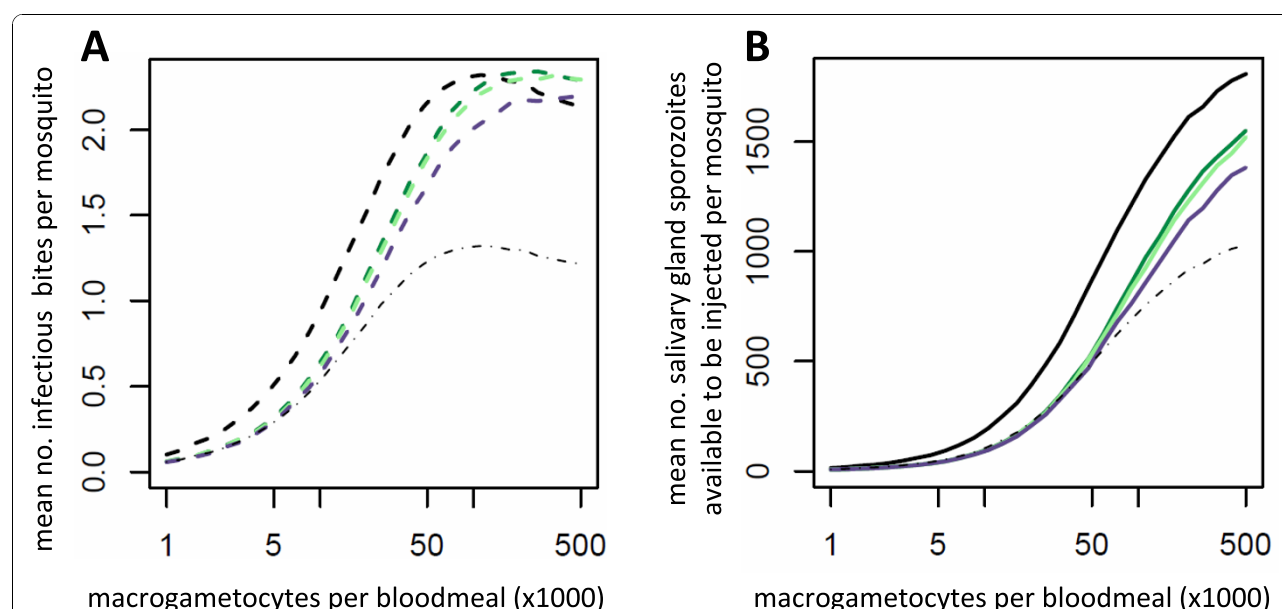 A
mean no. infectious bites per mosquito
2.0
1.5
1.0
0.5
0.0
1
5
50
500
macrogametocytes per bloodmeal (x1000)
B
mean no. salivary gland sporozoites
available to be injected per mosquito
1500
1000
500
0
1
5
50
500
macrogametocytes per bloodmeal (x1000)